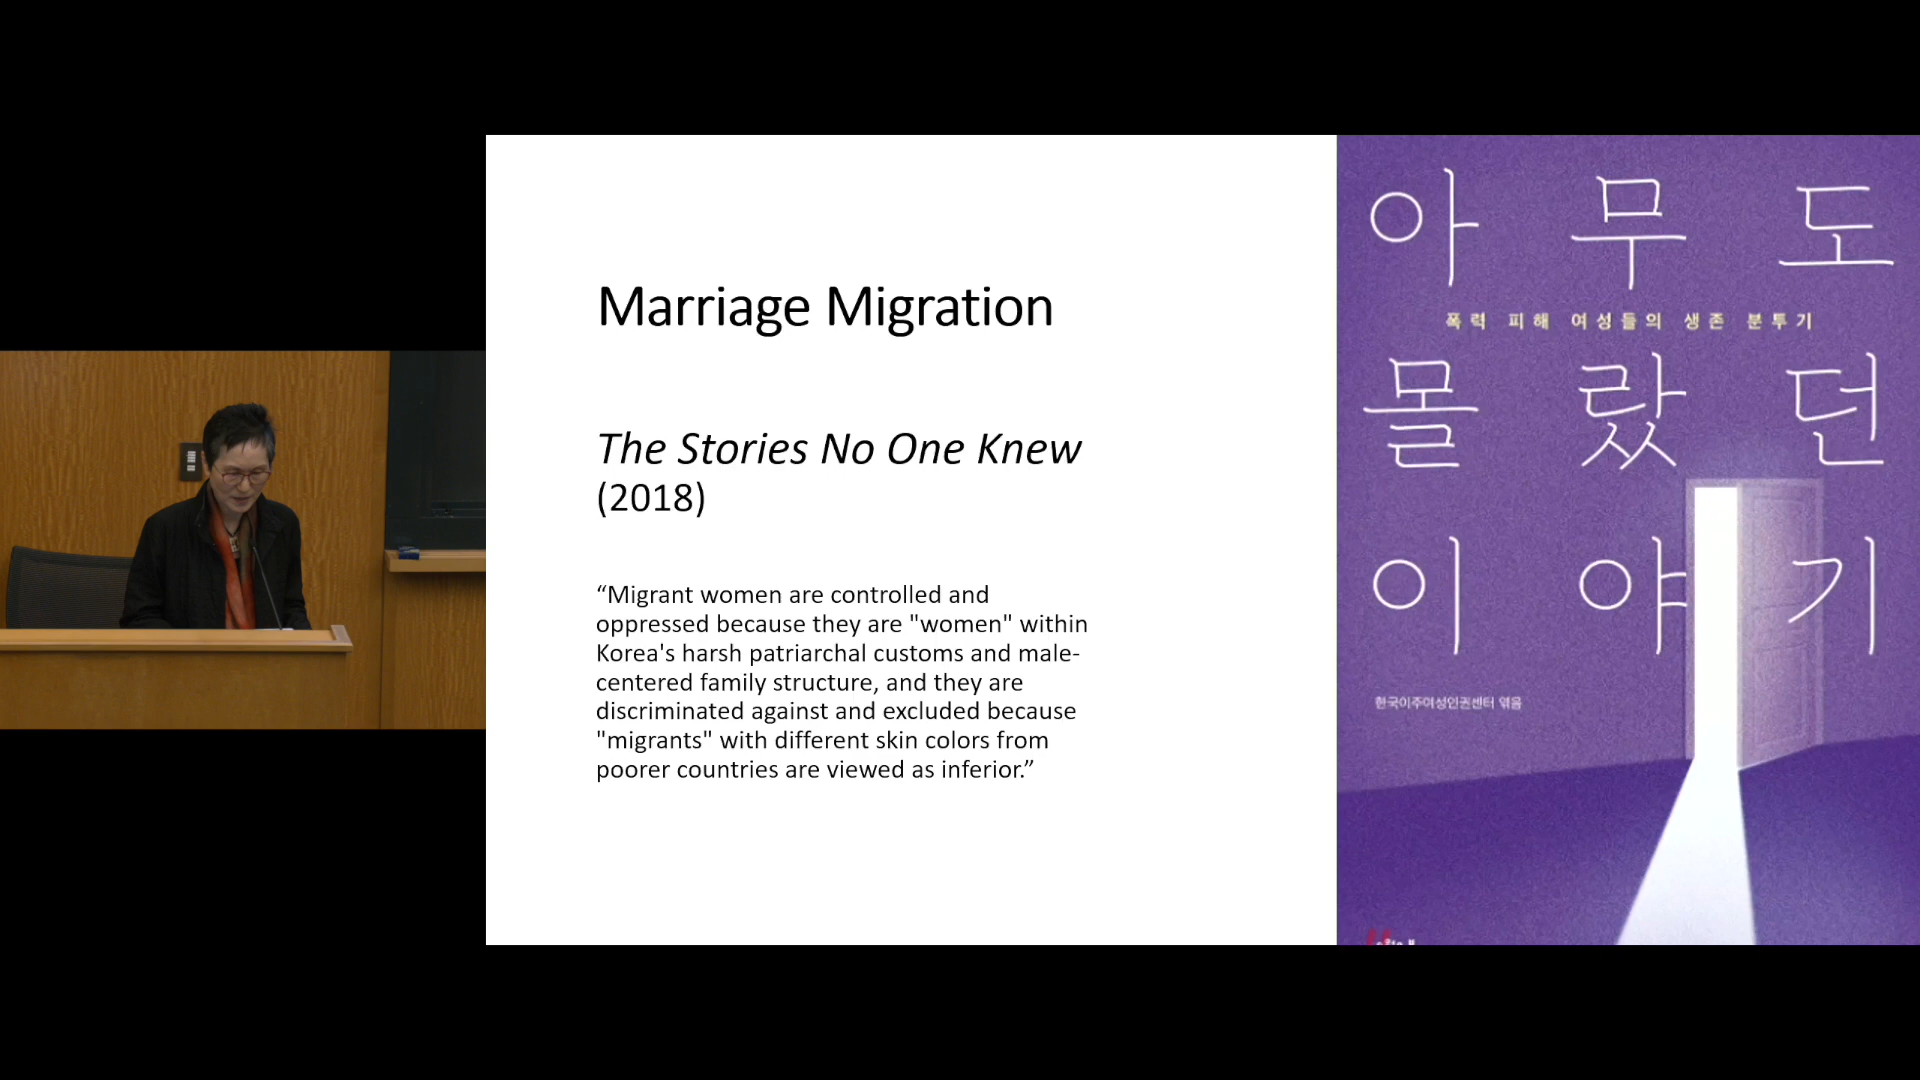 Marriage Migration
The Stories No One Knew
(2018)
“Migrant women are controlled and
oppressed because they are "women" within
Korea's harsh patriarchal customs and male-
centered family structure, and they are
discriminated against and excluded because
"migrants" with different skin colors from
poorer countries are viewed as inferior.”
아무도
폭력 피해 여성들의 생존 분투기
몰랐던
이야기
한국이주여성인권센터 엮음